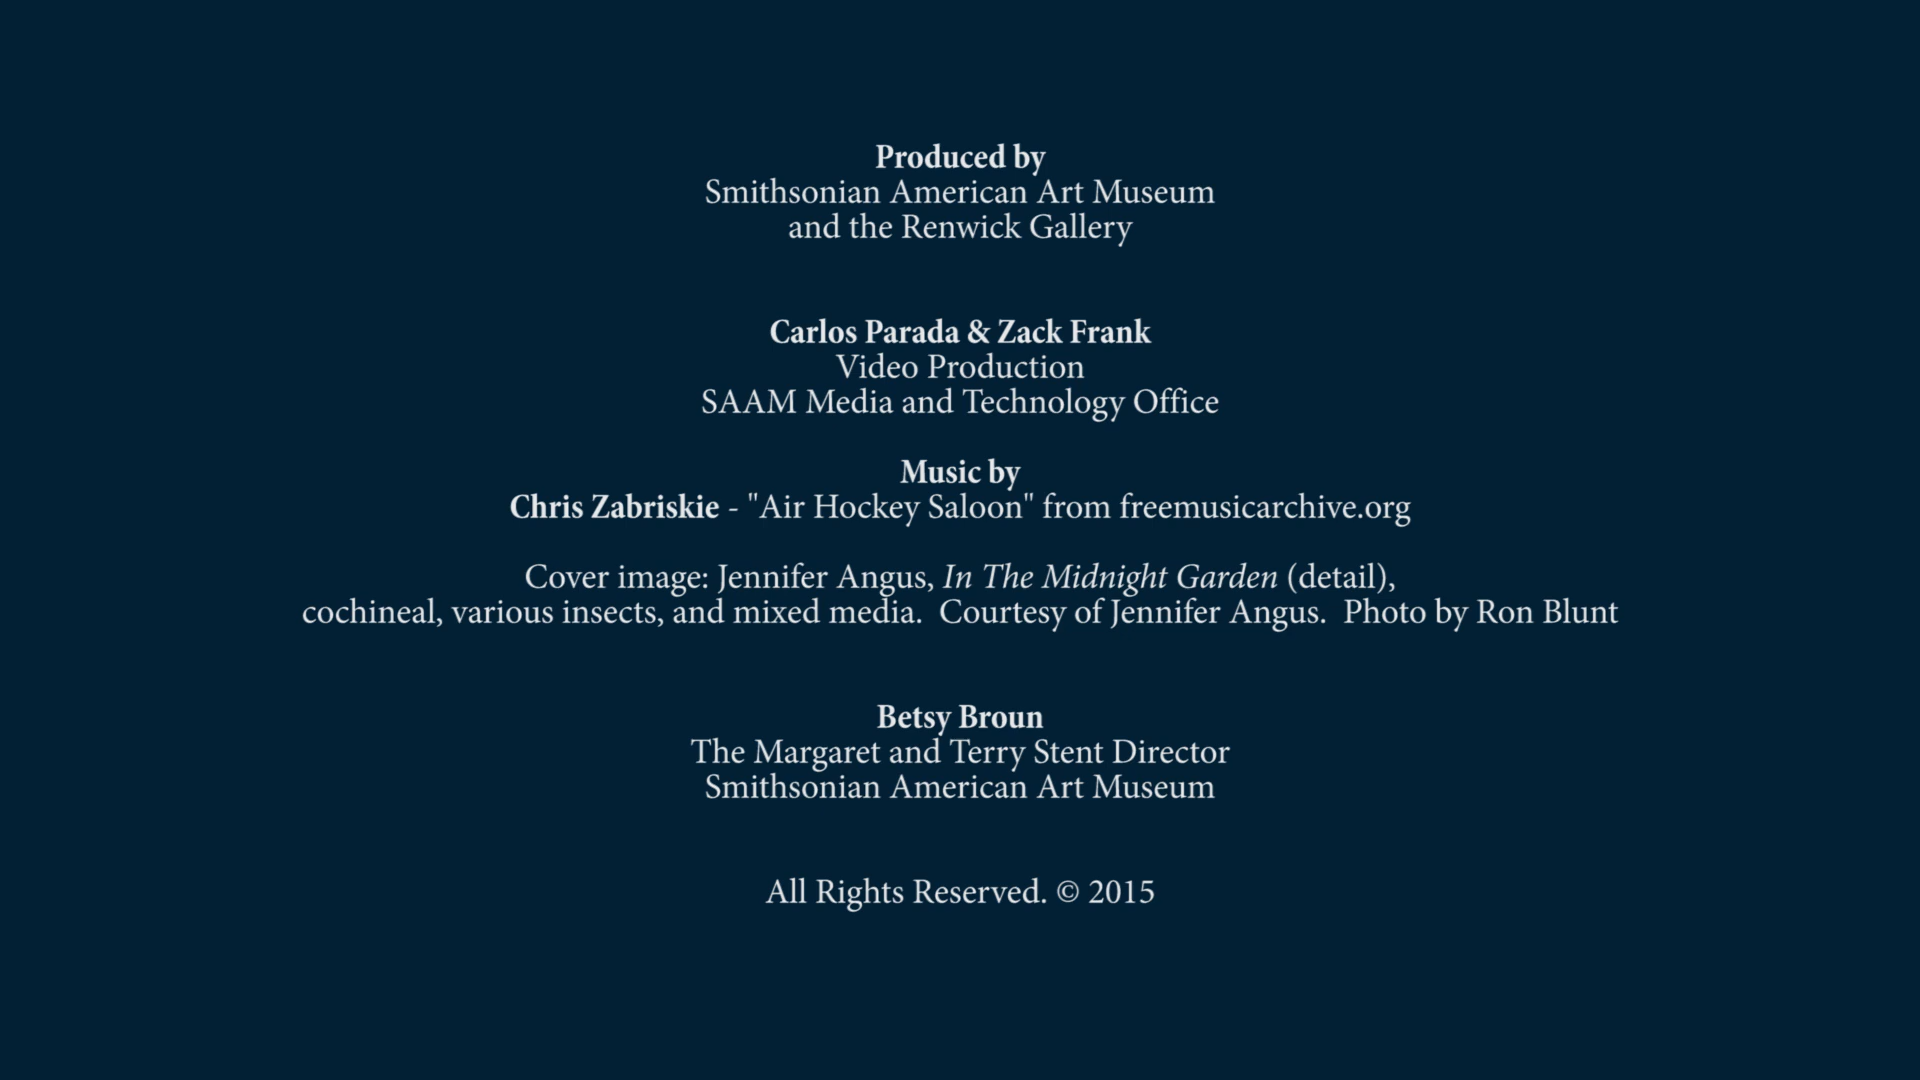 Produced by
Smithsonian American Art Museum
and the Renwick Gallery
Carlos Parada & Zack Frank
Video Production
SAAM Media and Technology Office
Music by
Chris Zabriskie - "Air Hockey Saloon" from freemusicarchive.org
Cover image: Jennifer Angus, In The Midnight Garden (detail),
cochineal, various insects, and mixed media.  Courtesy of Jennifer Angus.  Photo by Ron Blunt
Betsy Broun
The Margaret and Terry Stent Director
Smithsonian American Art Museum
All Rights Reserved. © 2015